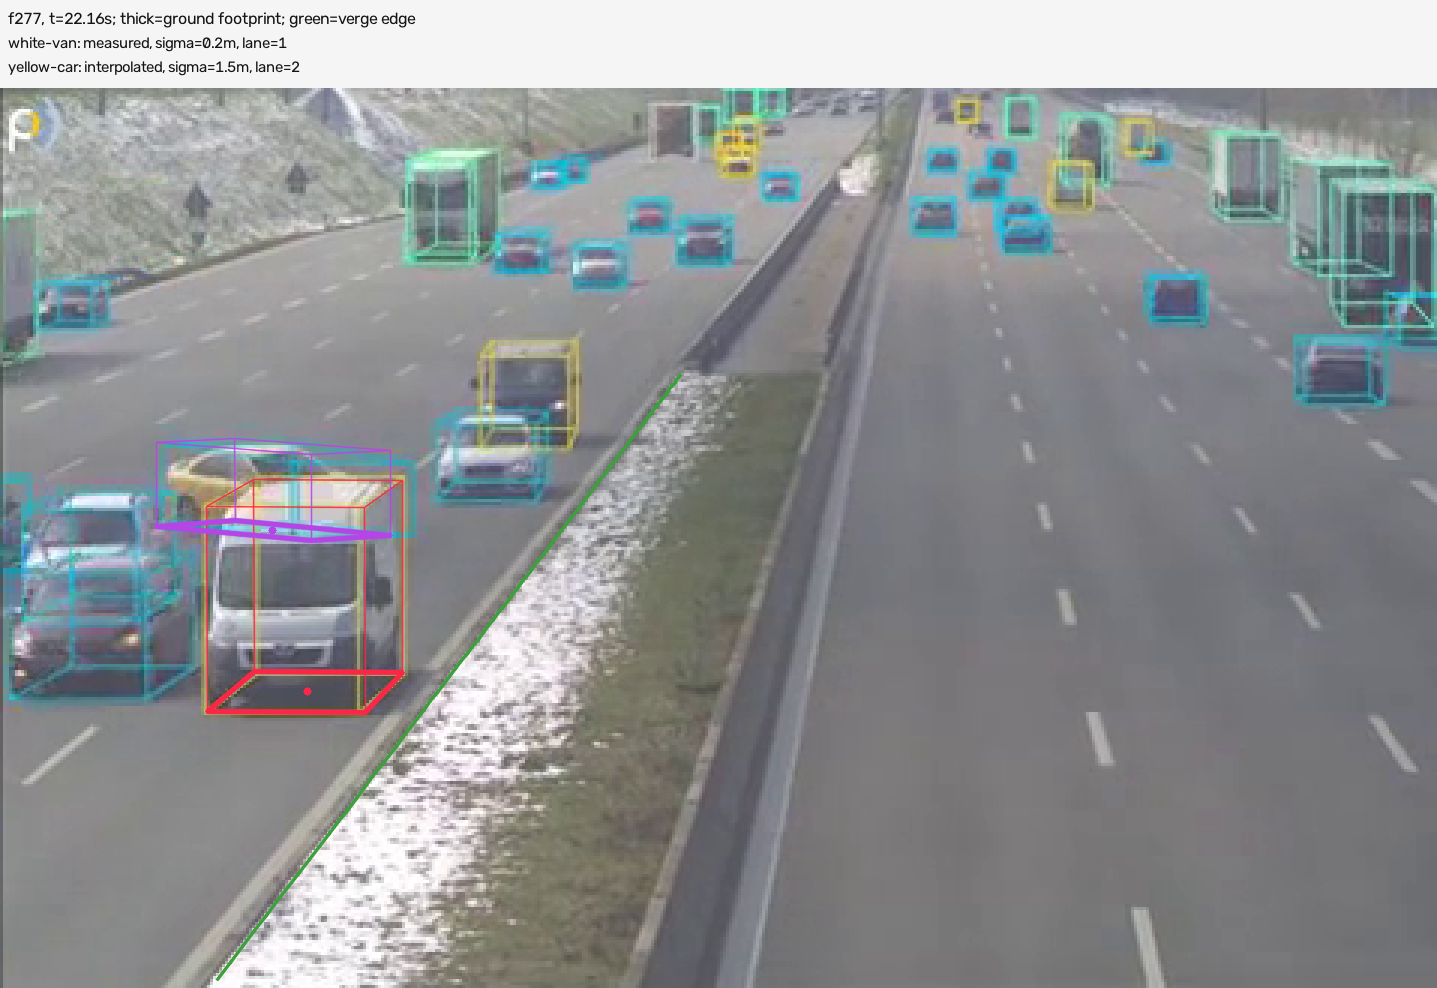 f277, t=22.16s; thick=ground footprint; green=verge edge
white-van: measured, sigma=0.2m, lane=1
yellow-car: interpolated, sigma=1.5m, lane=2